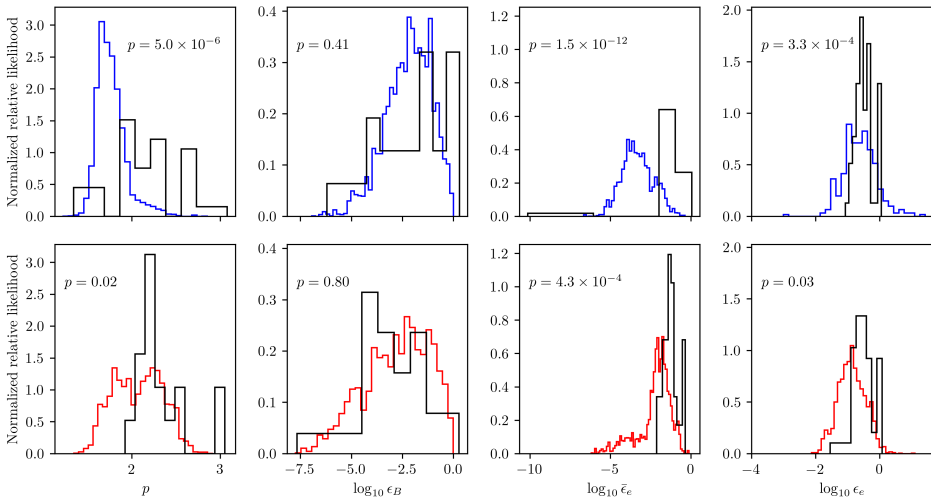 Normalized relative likelihood
3.0
2.5
2.0
1.5
1.0
0.5
0.0
p = 5.0 × 10⁻⁶
0.4
0.3
0.2
0.1
0.0
p = 0.41
1.2
1.0
0.8
0.6
0.4
0.2
0.0
p = 1.5 × 10⁻¹²
2.0
1.5
1.0
0.5
0.0
p = 3.3 × 10⁻⁴
Normalized relative likelihood
3.0
2.5
2.0
1.5
1.0
0.5
0.0
p = 0.02
2 3
p
0.4
0.3
0.2
0.1
0.0
p = 0.80
−7.5 −5.0 −2.5 0.0
log₁₀ ϵ_B
1.2
1.0
0.8
0.6
0.4
0.2
0.0
p = 4.3 × 10⁻⁴
−10 −5 0
log₁₀ ϵ̄_e
2.0
1.5
1.0
0.5
0.0
p = 0.03
−4 −2 0
log₁₀ ϵ_e